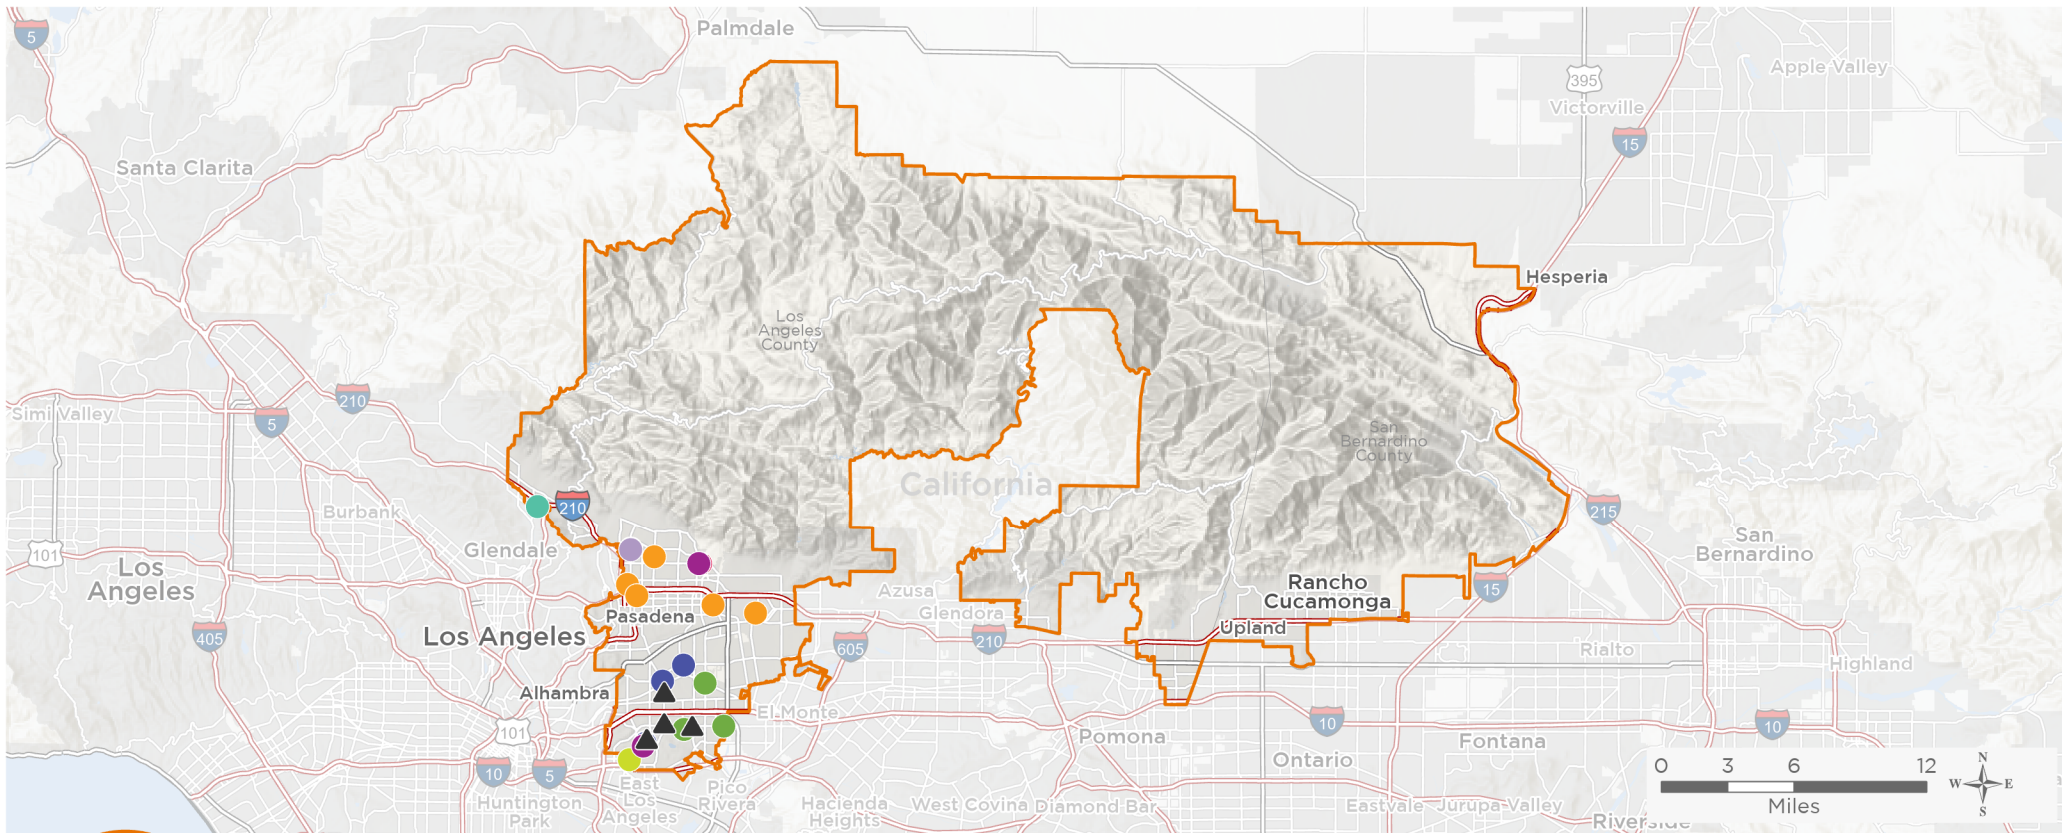 Palmdale
5
395
Apple Valley
Victorville
15
Santa Clarita
Hesperia
Los
Angeles
County
210
Simi Valley
5
San
Bernardino
County
California
210
Burbank
215
101
Glendale
San
Bernardino
Los
Angeles
Azusa
Rancho
Cucamonga
15
Glendora
Pasadena
405
Los Angeles
605
210
Upland
Rialto
Highland
Alhambra
El Monte
101
10
10
Pomona
Fontana
Ontario
10
5
East
Los
Angeles
Pico
Rivera
Huntington
Park
Hacienda
Heights
West Covina
Diamond Bar
Eastvale
Jurupa Valley
Riverside
0 3 6 12
Miles
N
W E
S